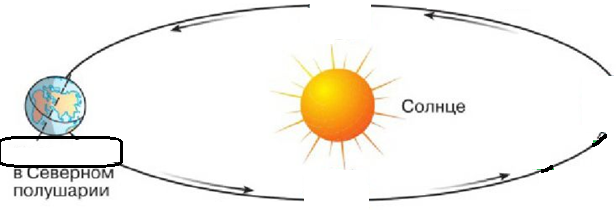 Солнце
в Северном
полушарии